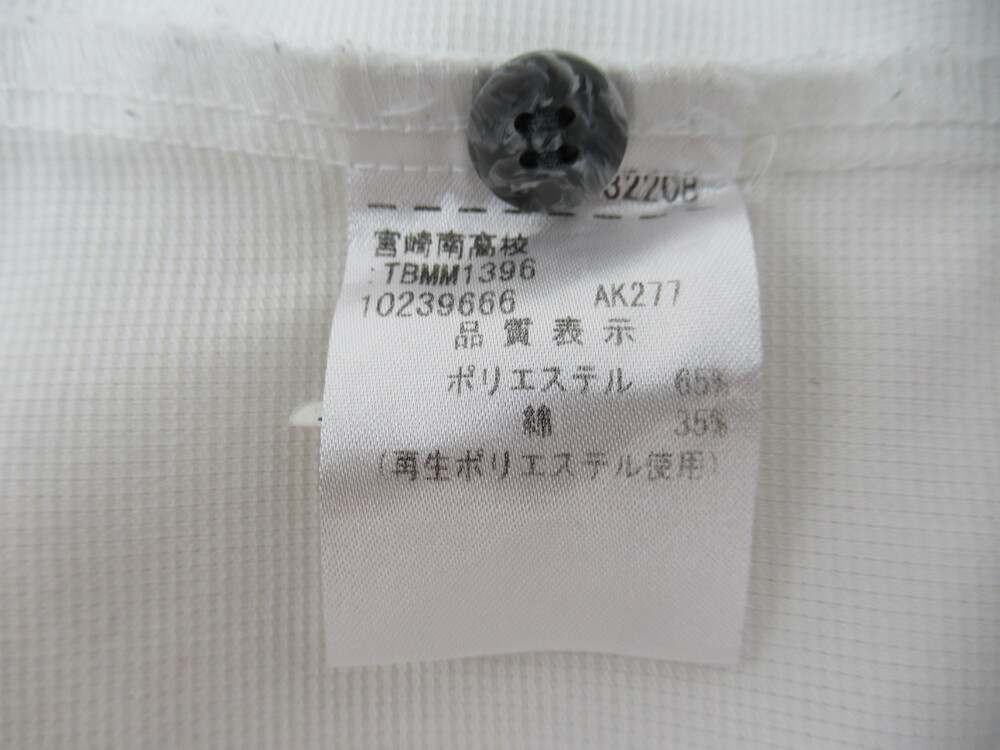 32208
宮崎南高校
:TBMM1396
10239666 AK277
品質表示
ポリエステル 65%
綿 35%
(再生ポリエステル使用)